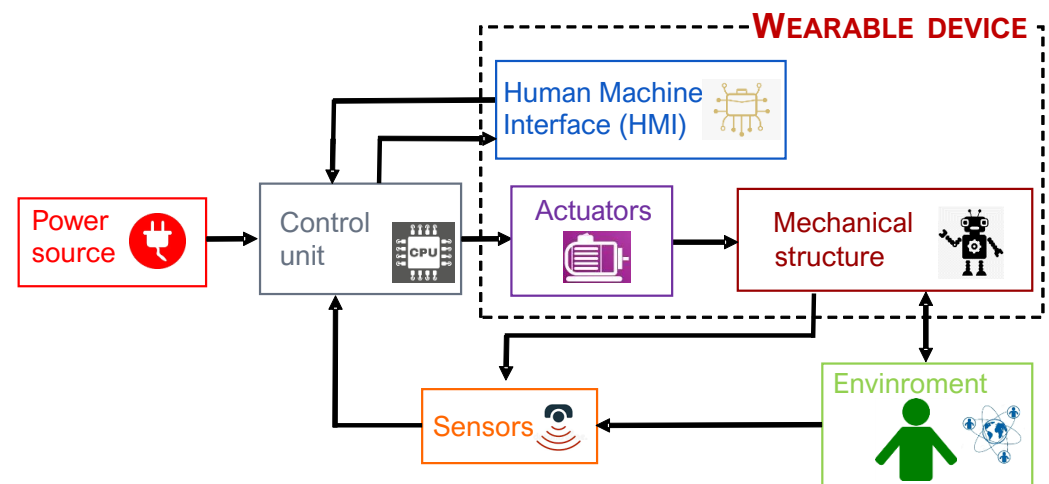 WEARABLE DEVICE
Human Machine
Interface (HMI)
Power
source
Control
unit
CPU
Actuators
Mechanical
structure
Sensors
Envinroment